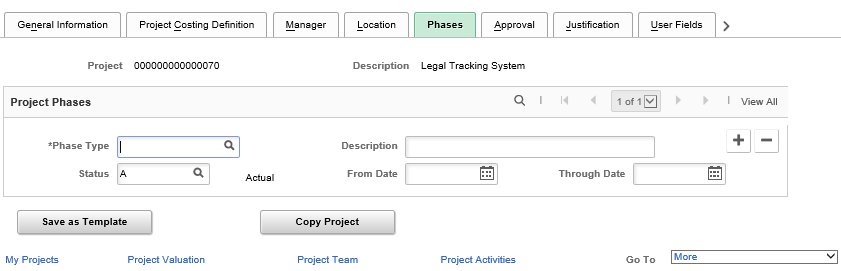 General Information Project Costing Definition Manager Location Phases Approval Justification User Fields
Project 000000000000070 Description Legal Tracking System
Project Phases 1 of 1 View All
*Phase Type Description
Status A Actual From Date Through Date
Save as Template Copy Project
My Projects Project Valuation Project Team Project Activities Go To More